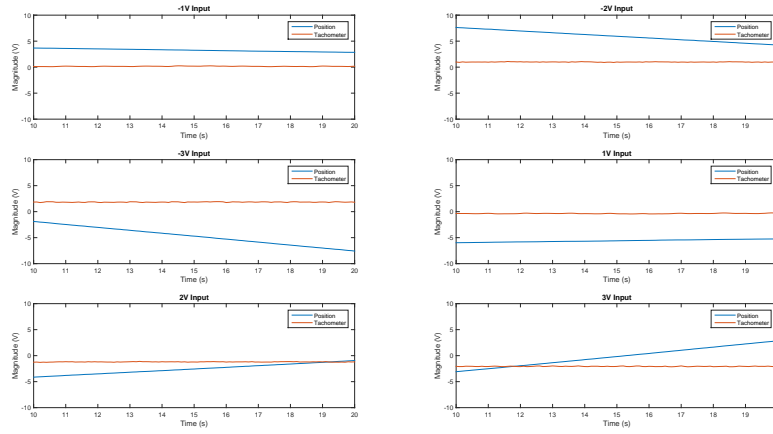 -1V Input
Magnitude (V)
10
5
0
-5
-10
Position
Tachometer
10 11 12 13 14 15 16 17 18 19 20
Time (s)
-2V Input
Magnitude (V)
10
5
0
-5
-10
Position
Tachometer
10 11 12 13 14 15 16 17 18 19
Time (s)
-3V Input
Magnitude (V)
10
5
0
-5
-10
Position
Tachometer
10 11 12 13 14 15 16 17 18 19 20
Time (s)
1V Input
Magnitude (V)
10
5
0
-5
-10
Position
Tachometer
10 11 12 13 14 15 16 17 18 19
Time (s)
2V Input
Magnitude (V)
10
5
0
-5
-10
Position
Tachometer
10 11 12 13 14 15 16 17 18 19 20
Time (s)
3V Input
Magnitude (V)
10
5
0
-5
-10
Position
Tachometer
10 11 12 13 14 15 16 17 18 19
Time (s)